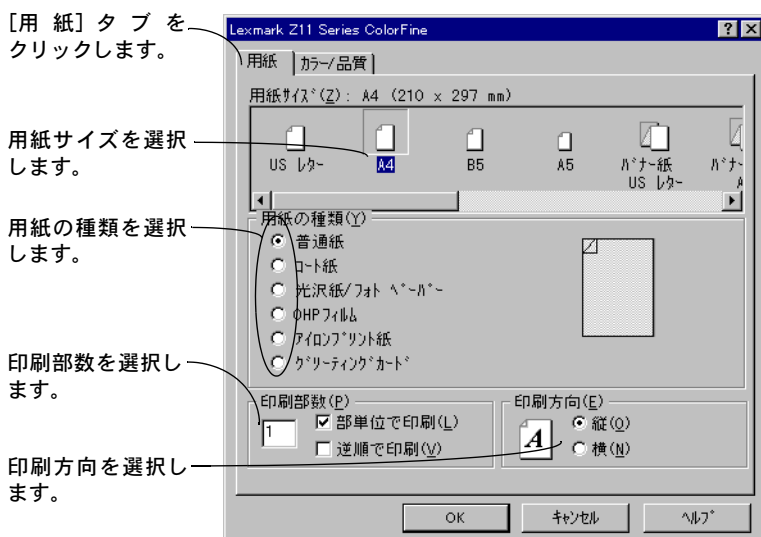 [用 紙] タ ブ を
クリックします。
用紙サイズを選択
します。
用紙の種類を選択
します。
印刷部数を選択し
ます。
印刷方向を選択し
ます。
Lexmark Z11 Series ColorFine
用紙
ｶﾗｰ/品質
用紙ｻｲｽﾞ(Z): A4 (210 x 297 mm)
US ﾚﾀｰ
A4
B5
A5
ﾊﾞﾅｰ紙
US ﾚﾀｰ
ﾊﾞﾅｰ
A
用紙の種類(Y)
普通紙
ｺｰﾄ紙
光沢紙/ﾌｫﾄ ﾍﾟｰﾊﾟｰ
OHPﾌｨﾙﾑ
ｱｲﾛﾝﾌﾟﾘﾝﾄ紙
ｸﾞﾘｰﾃｨﾝｸﾞｶｰﾄﾞ
印刷部数(P)
1
部単位で印刷(L)
逆順で印刷(V)
印刷方向(E)
A
縦(O)
横(N)
OK
ｷｬﾝｾﾙ
ﾍﾙﾌﾟ